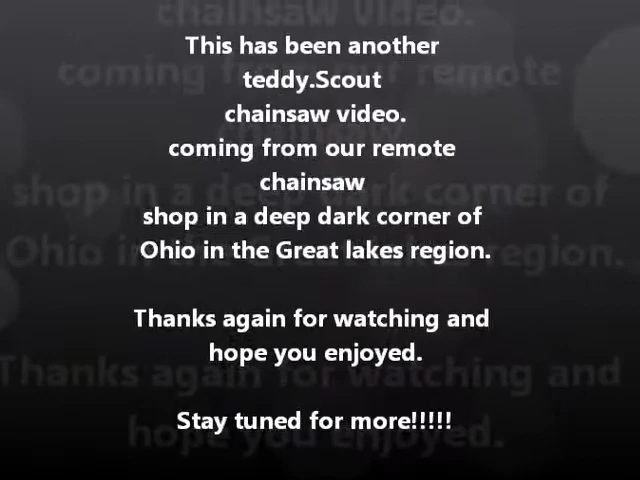 This has been another
teddy.Scout
chainsaw video.
coming from our remote
chainsaw
shop in a deep dark corner of
Ohio in the Great lakes region.
Thanks again for watching and
hope you enjoyed.
Stay tuned for more!!!!!